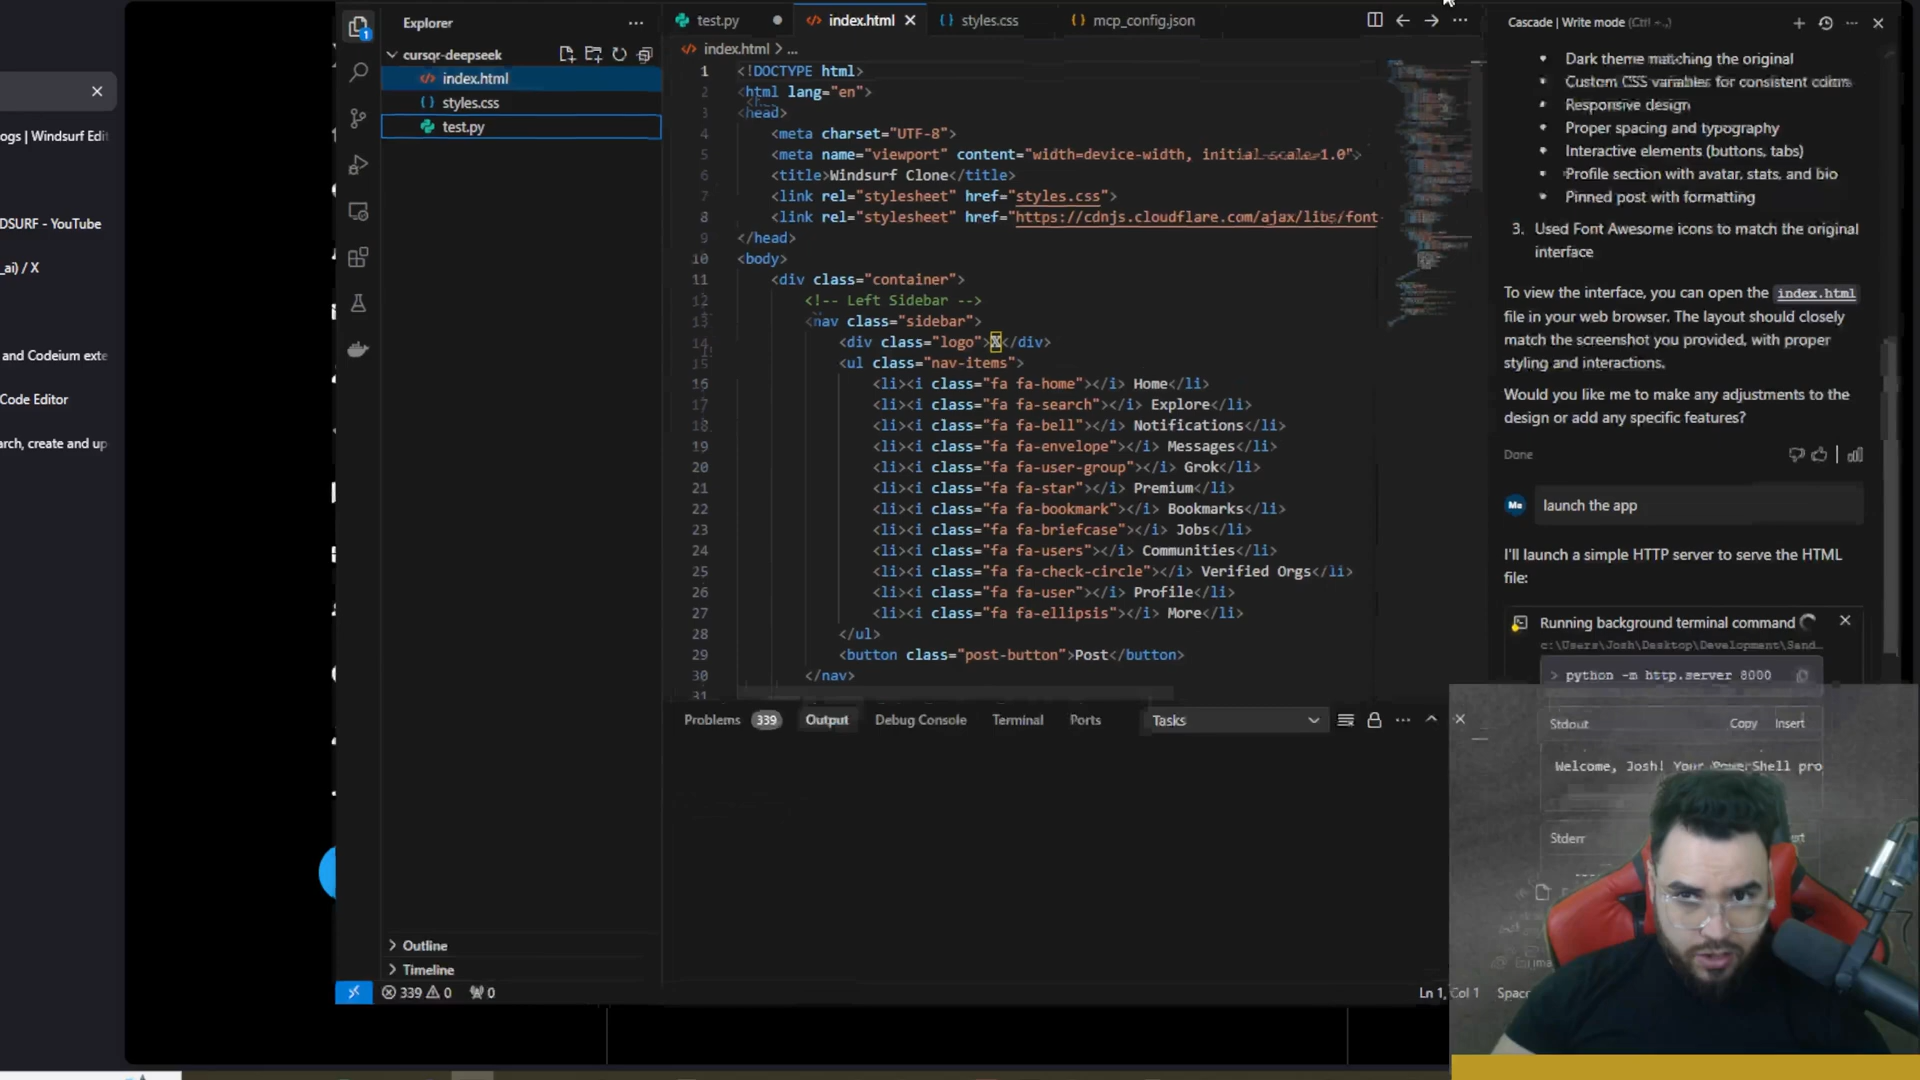 ogs | Windsurf Edit
DSURF - YouTube
_ai) / X
and Codeium exte
Code Editor
arch, create and up
Explorer
cursor-deepseek
index.html
styles.css
test.py
Outline
Timeline
339 0 0
test.py
index.html
styles.css
mcp_config.json
index.html > ...
1 <!DOCTYPE html>
2 <html lang="en">
3 <head>
4 <meta charset="UTF-8">
5 <meta name="viewport" content="width=device-width, initial-scale=1.0">
6 <title>Windsurf Clone</title>
7 <link rel="stylesheet" href="styles.css">
8 <link rel="stylesheet" href="https://cdnjs.cloudflare.com/ajax/libs/font-
9 </head>
10 <body>
11 <div class="container">
12 <!-- Left Sidebar -->
13 <nav class="sidebar">
14 <div class="logo">X</div>
15 <ul class="nav-items">
16 <li><i class="fa fa-home"></i> Home</li>
17 <li><i class="fa fa-search"></i> Explore</li>
18 <li><i class="fa fa-bell"></i> Notifications</li>
19 <li><i class="fa fa-envelope"></i> Messages</li>
20 <li><i class="fa fa-user-group"></i> Grok</li>
21 <li><i class="fa fa-star"></i> Premium</li>
22 <li><i class="fa fa-bookmark"></i> Bookmarks</li>
23 <li><i class="fa fa-briefcase"></i> Jobs</li>
24 <li><i class="fa fa-users"></i> Communities</li>
25 <li><i class="fa fa-check-circle"></i> Verified Orgs</li>
26 <li><i class="fa fa-user"></i> Profile</li>
27 <li><i class="fa fa-ellipsis"></i> More</li>
28 </ul>
29 <button class="post-button">Post</button>
30 </nav>
31
Problems 339 Output Debug Console Terminal Ports Tasks
Ln 1, Col 1 Spac
Cascade | Write mode (Ctrl + .,)
• Dark theme matching the original
• Custom CSS variables for consistent colors
• Responsive design
• Proper spacing and typography
• Interactive elements (buttons, tabs)
• Profile section with avatar, stats, and bio
• Pinned post with formatting
3. Used Font Awesome icons to match the original
interface
To view the interface, you can open the index.html
file in your web browser. The layout should closely
match the screenshot you provided, with proper
styling and interactions.
Would you like me to make any adjustments to the
design or add any specific features?
Done
Me launch the app
I'll launch a simple HTTP server to serve the HTML
file:
Running background terminal command
c:\Users\Josh\Desktop\Development\Sand...
> python -m http.server 8000
Stdout Copy Insert
Welcome, Josh! Your PowerShell pro
Stderr